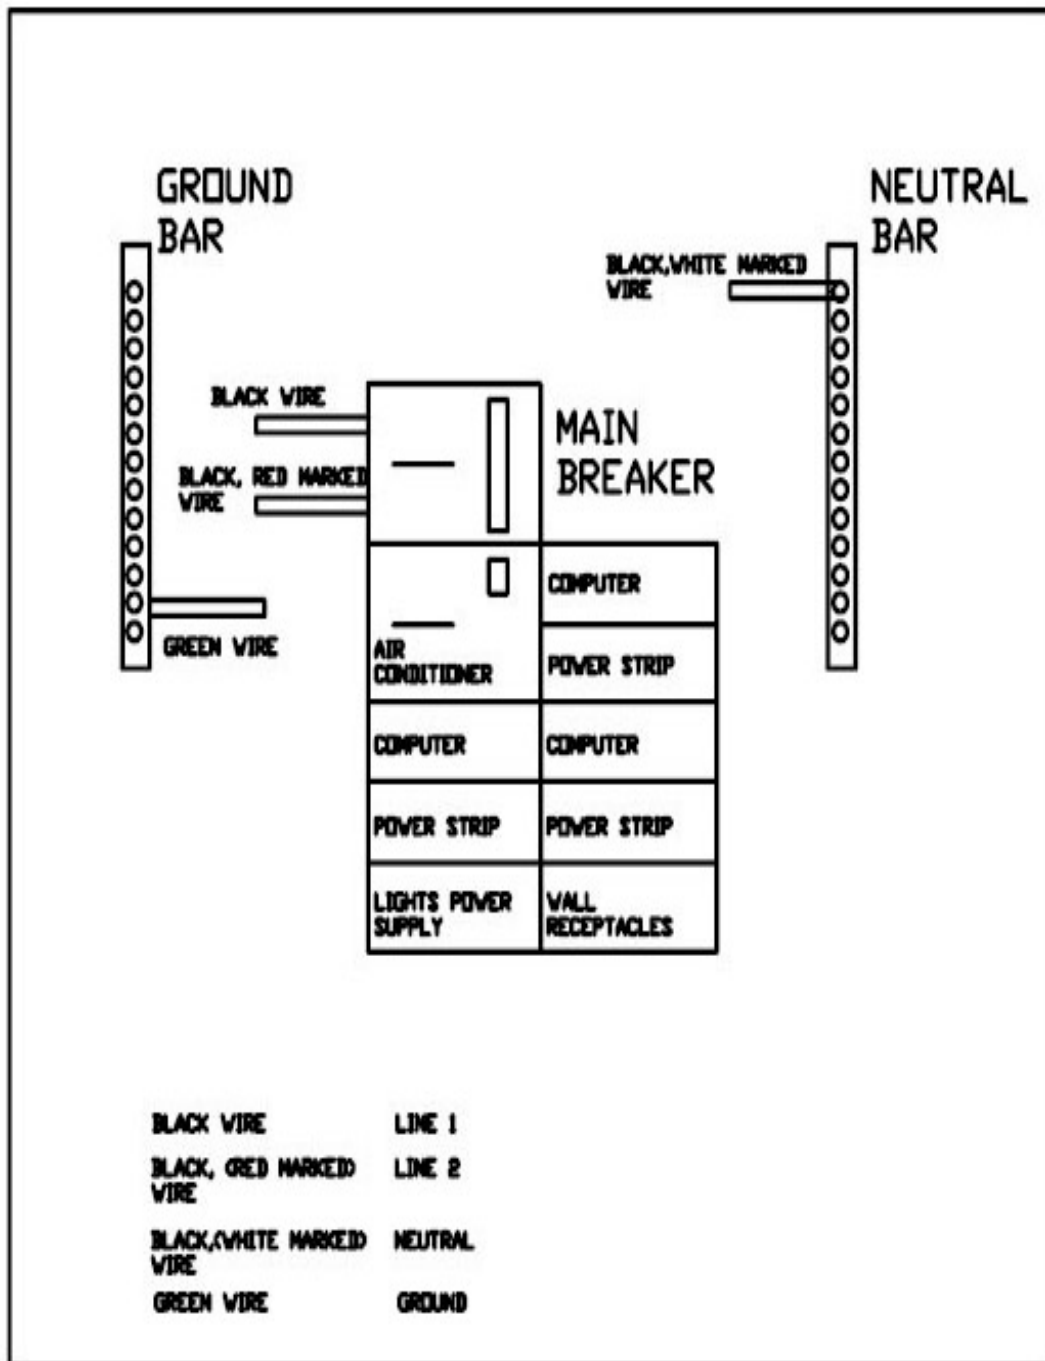 GROUND
BAR
NEUTRAL
BAR
BLACK,WHITE MARKED
WIRE
BLACK WIRE
MAIN
BREAKER
BLACK, RED MARKED
WIRE
GREEN WIRE
COMPUTER
AIR
CONDITIONER
POWER STRIP
COMPUTER
COMPUTER
POWER STRIP
POWER STRIP
LIGHTS POWER
SUPPLY
WALL
RECEPTACLES
BLACK WIRE
LINE 1
BLACK, (RED MARKED)
WIRE
LINE 2
BLACK,(WHITE MARKED)
WIRE
NEUTRAL
GREEN WIRE
GROUND